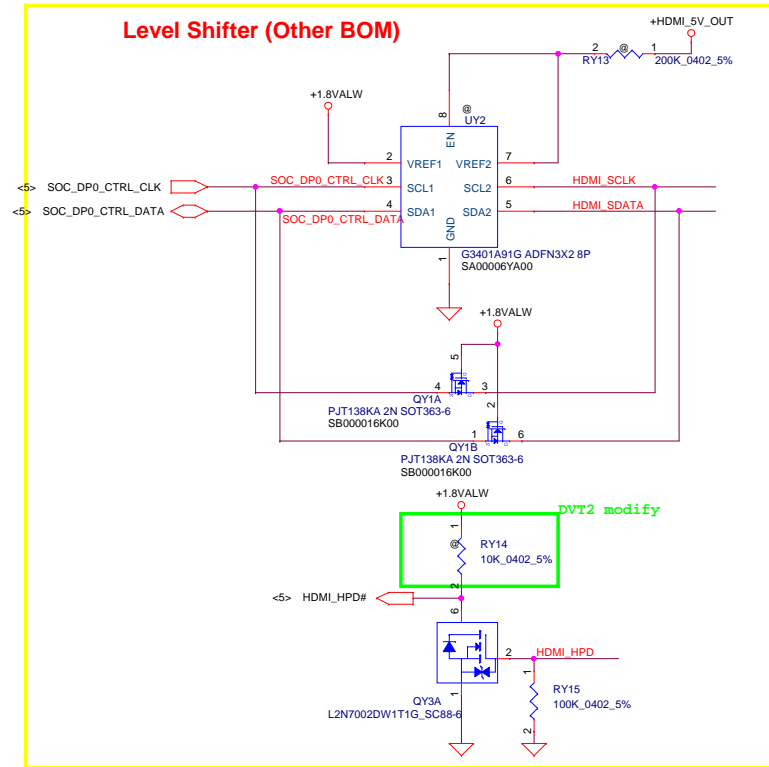 Level Shifter (Other BOM)
+HDMI_5V_OUT
2 @ 1
RY13 200K_0402_5%
+1.8VALW
8 @
UY2
EN
2 VREF1 VREF2 7
<5> SOC_DP0_CTRL_CLK SOC_DP0_CTRL_CLK 3 SCL1 SCL2 6 HDMI_SCLK
<5> SOC_DP0_CTRL_DATA SOC_DP0_CTRL_DATA 4 SDA1 SDA2 5 HDMI_SDATA
GND
1
G3401A91G ADFN3X2 8P
SA00006YA00
+1.8VALW
5
4 3
QY1A
PJT138KA 2N SOT363-6
SB000016K00
2
1 6
QY1B
PJT138KA 2N SOT363-6
SB000016K00
+1.8VALW
DVT2 modify
1
@ RY14
10K_0402_5%
2
<5> HDMI_HPD#
6
2 HDMI_HPD
1
QY3A
L2N7002DW1T1G_SC88-6
1
RY15
100K_0402_5%
2